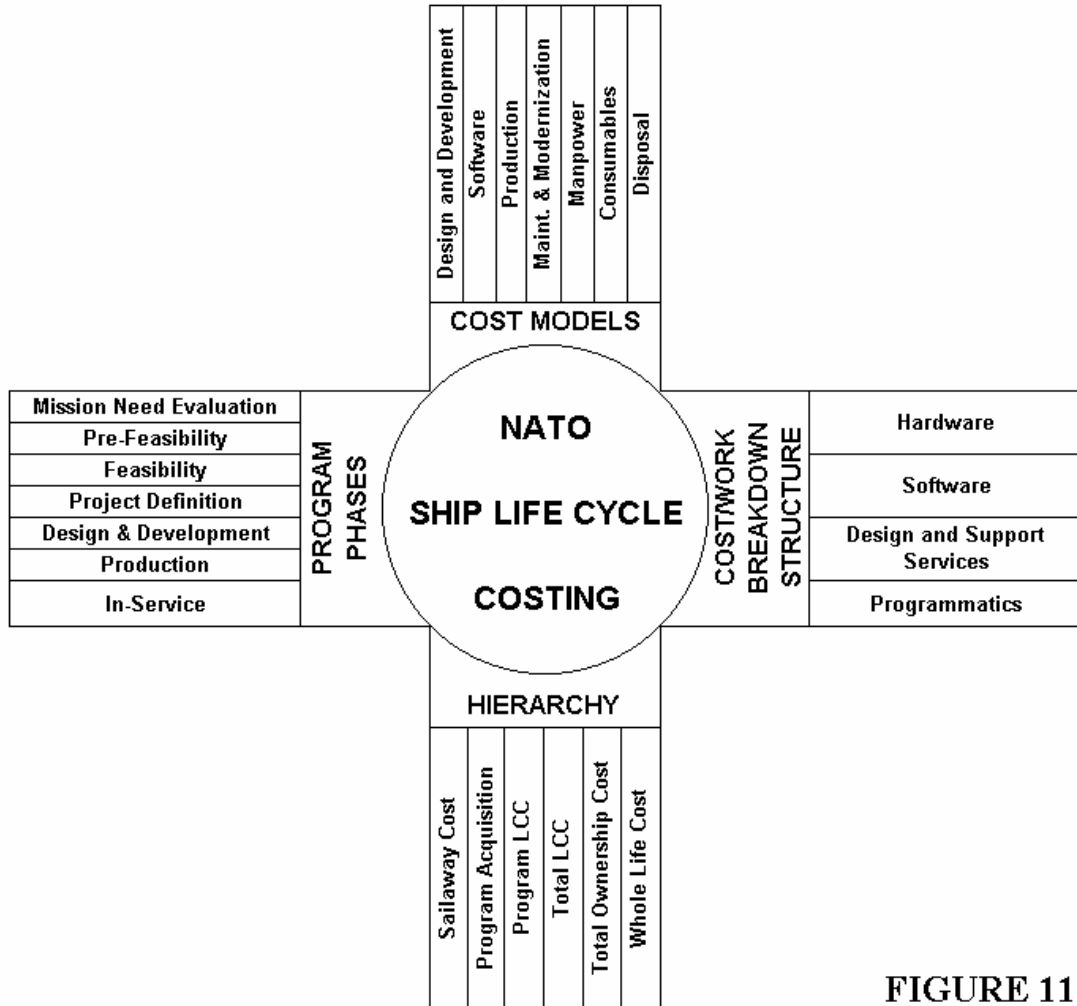 Design and Development
Software
Production
Maint. & Modernization
Manpower
Consumables
Disposal
COST MODELS
Mission Need Evaluation
Pre-Feasibility
Feasibility
Project Definition
Design & Development
Production
In-Service
PROGRAM
PHASES
NATO
SHIP LIFE CYCLE
COSTING
COST/WORK
BREAKDOWN
STRUCTURE
Hardware
Software
Design and Support
Services
Programmatics
HIERARCHY
Sailaway Cost
Program Acquisition
Program LCC
Total LCC
Total Ownership Cost
Whole Life Cost
FIGURE 11